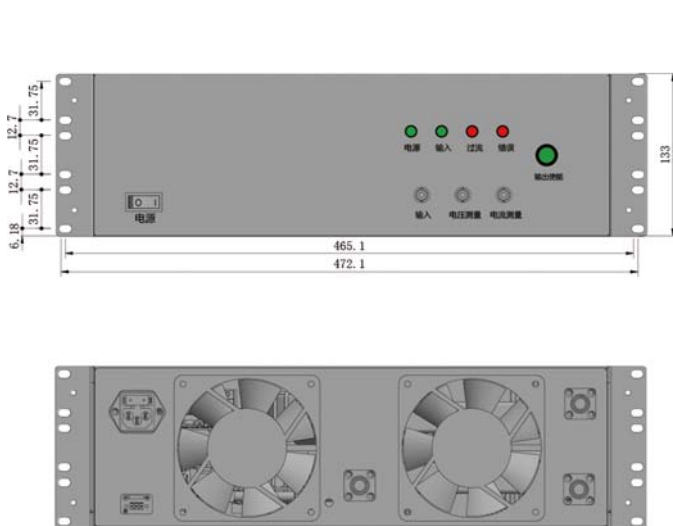 31.75
12.7
31.75
12.7
31.75
6.18
133
电源 输入 过流 错误
输出使能
O I
电源
输入 电压测量 电流测量
465.1
472.1